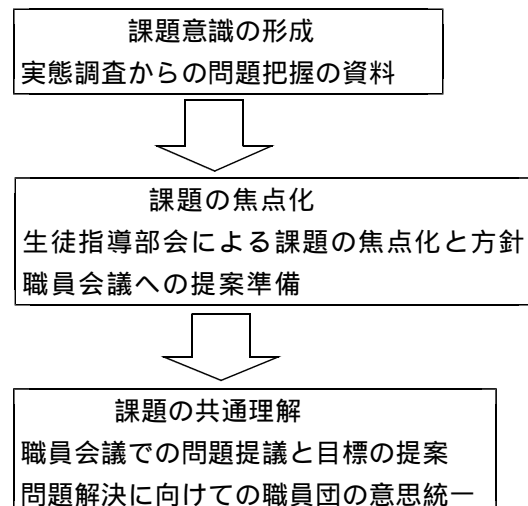 課題意識の形成
実態調査からの問題把握の資料
課題の焦点化
生徒指導部会による課題の焦点化と方針
職員会議への提案準備
課題の共通理解
職員会議での問題提議と目標の提案
問題解決に向けての職員団の意思統一